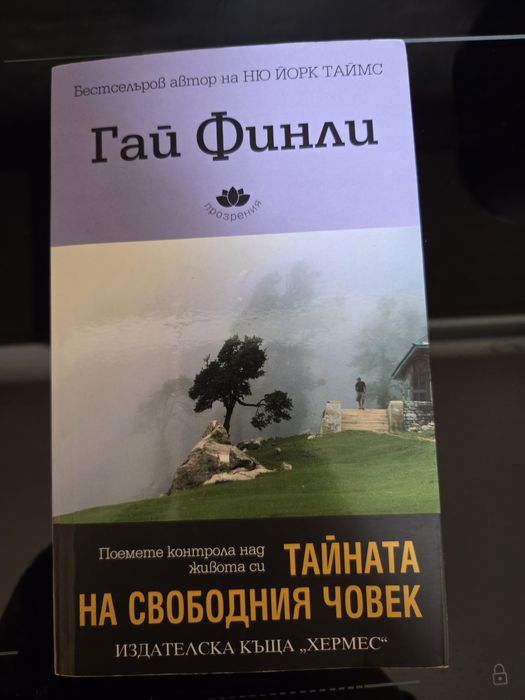 Бестселъров автор на НЮ ЙОРК ТАЙМС
Гай Финли
прозрения
Поемете контрола над
живота си
ТАЙНАТА
НА СВОБОДНИЯ ЧОВЕК
ИЗДАТЕЛСКА КЪЩА „ХЕРМЕС“